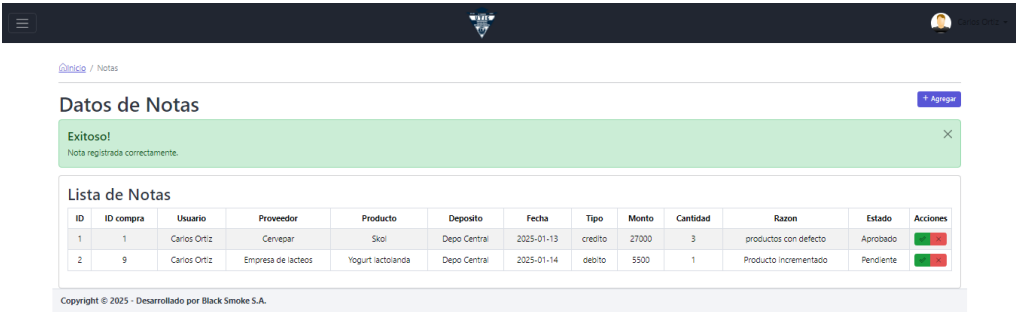 Carlos Ortiz
Inicio / Notas
Datos de Notas
+ Agregar
Exitoso!
Nota registrada correctamente.
Lista de Notas
ID ID compra Usuario Proveedor Producto Deposito Fecha Tipo Monto Cantidad Razon Estado Acciones
1 1 Carlos Ortiz Cervepar Skol Depo Central 2025-01-13 credito 27000 3 productos con defecto Aprobado
2 9 Carlos Ortiz Empresa de lacteos Yogurt lactolanda Depo Central 2025-01-14 debito 5500 1 Producto incrementado Pendiente
Copyright © 2025 - Desarrollado por Black Smoke S.A.